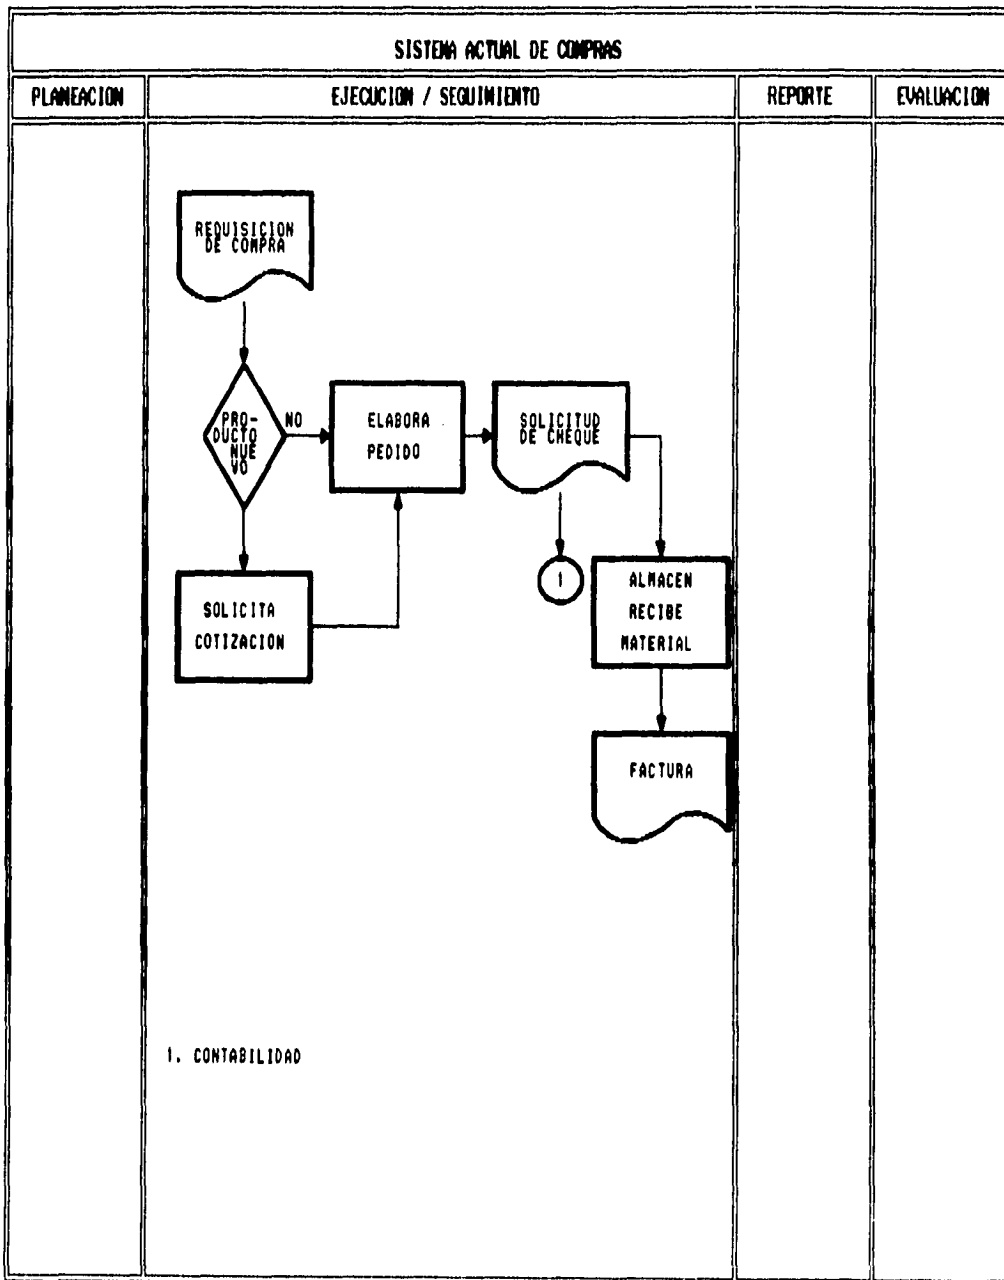 SISTEMA ACTUAL DE COMPRAS
PLANEACION
EJECUCION / SEGUIMIENTO
REPORTE
EVALUACION
REQUISICION
DE COMPRA
PRO-
DUCTO
NUE
VO
NO
ELABORA
PEDIDO
SOLICITUD
DE CHEQUE
SOLICITA
COTIZACION
1
ALMACEN
RECIBE
MATERIAL
FACTURA
1. CONTABILIDAD